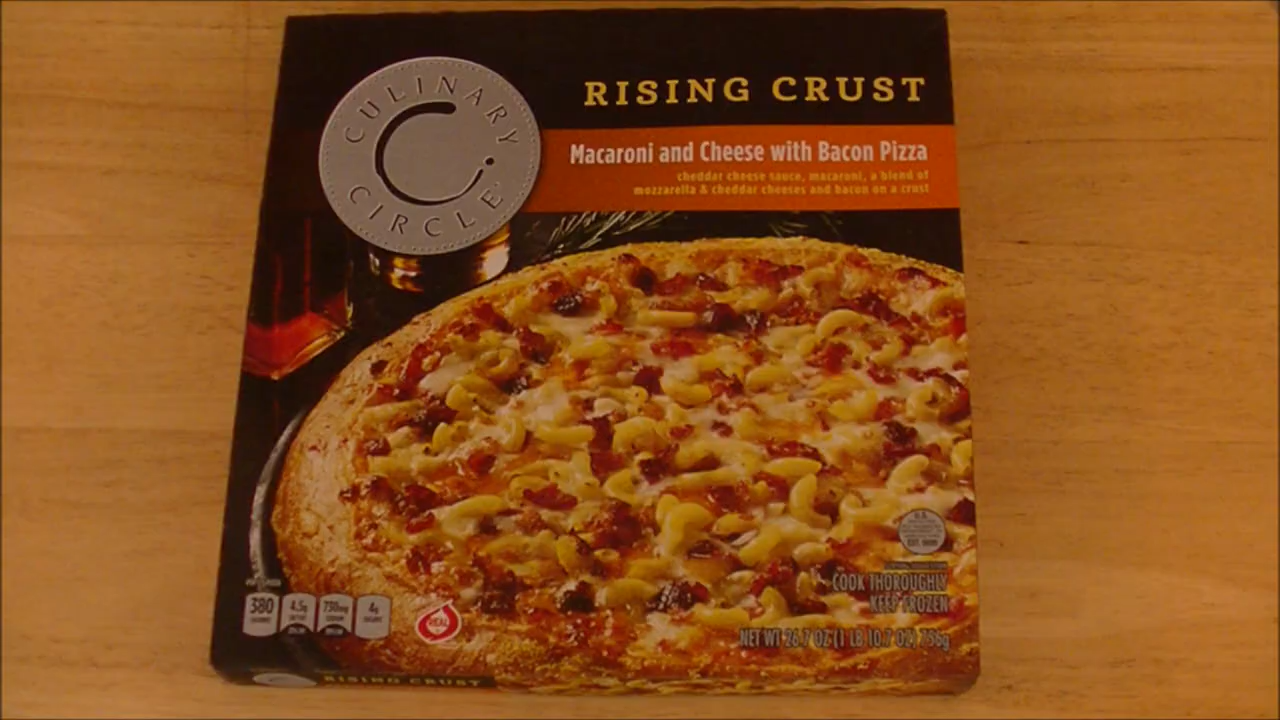 CULINARY
CIRCLE
RISING CRUST
Macaroni and Cheese with Bacon Pizza
cheddar cheese sauce, macaroni, a blend of
mozzarella & cheddar cheeses and bacon on a crust
U.S.
COOK THOROUGHLY
KEEP FROZEN
380 4.5g 730mg 4g
REAL
NET WT 26.7 OZ (1 LB 10.7 OZ) 756g
RISING CRUST